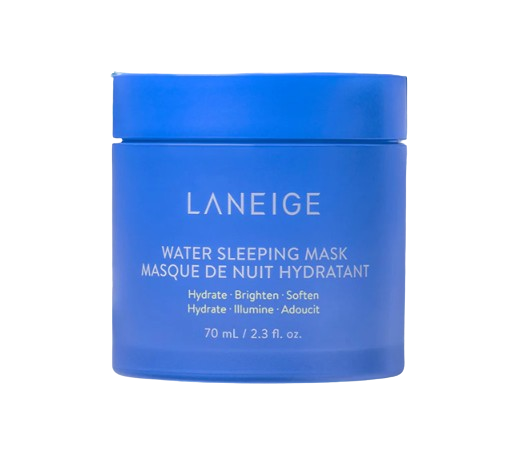 LANEIGE
WATER SLEEPING MASK
MASQUE DE NUIT HYDRATANT
Hydrate · Brighten · Soften
Hydrate · Illumine · Adoucit
70 mL / 2.3 fl. oz.